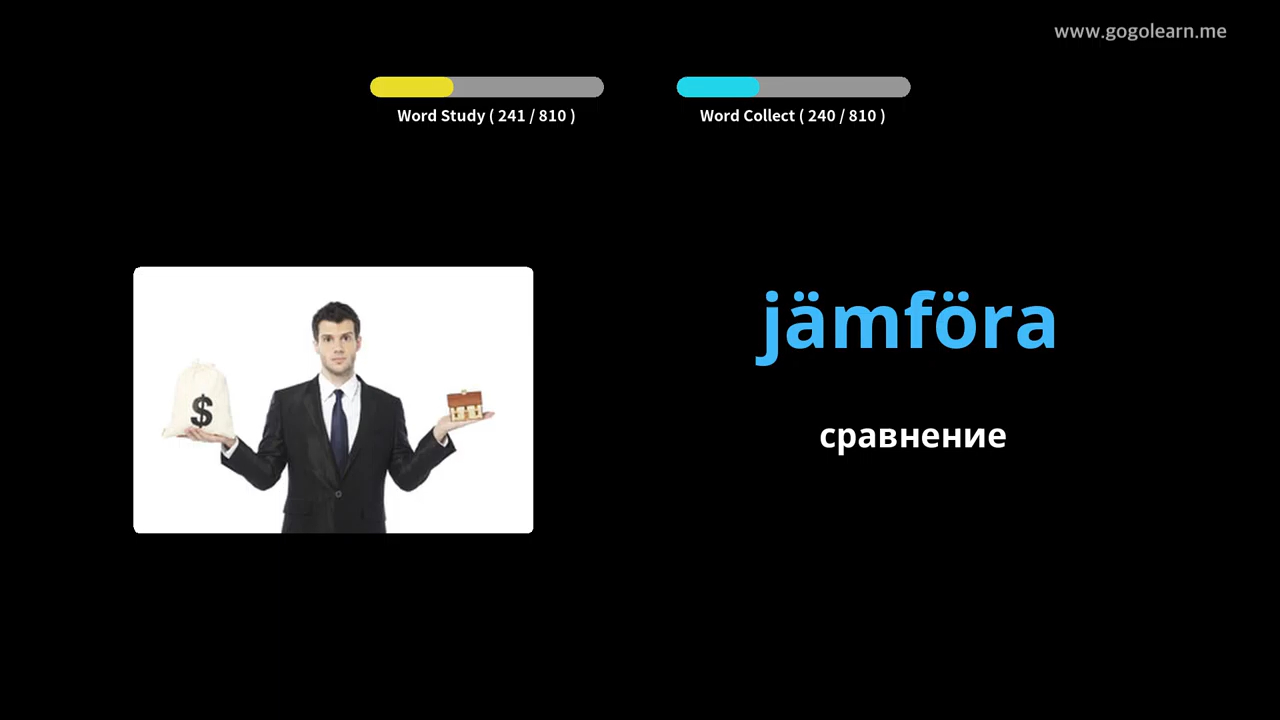 www.gogolearn.me
Word Study ( 241 / 810 )
Word Collect ( 240 / 810 )
jämföra
сравнение
$